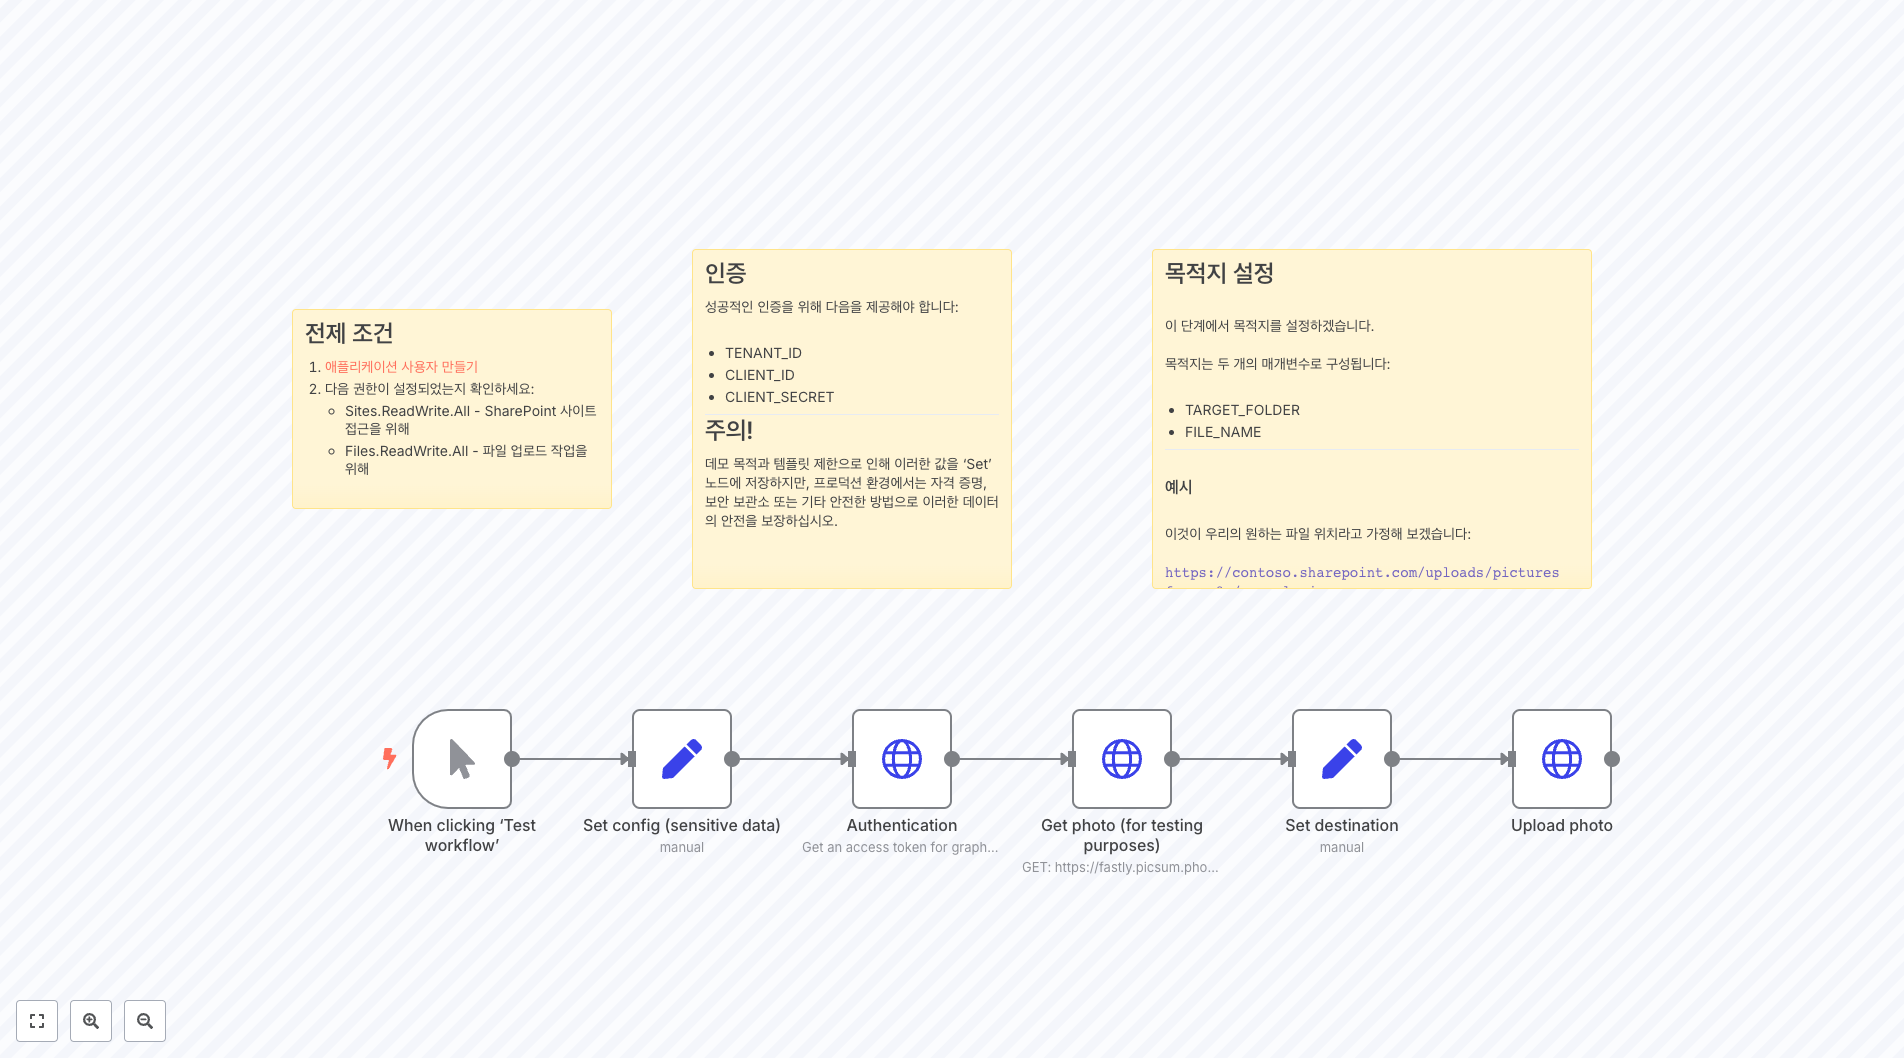 전제 조건
1. 애플리케이션 사용자 만들기
2. 다음 권한이 설정되었는지 확인하세요:
Sites.ReadWrite.All - SharePoint 사이트
접근을 위해
Files.ReadWrite.All - 파일 업로드 작업을
위해
인증
성공적인 인증을 위해 다음을 제공해야 합니다:
TENANT_ID
CLIENT_ID
CLIENT_SECRET
주의!
데모 목적과 템플릿 제한으로 인해 이러한 값을 ‘Set’
노드에 저장하지만, 프로덕션 환경에서는 자격 증명,
보안 보관소 또는 기타 안전한 방법으로 이러한 데이터
의 안전을 보장하십시오.
목적지 설정
이 단계에서 목적지를 설정하겠습니다.
목적지는 두 개의 매개변수로 구성됩니다:
TARGET_FOLDER
FILE_NAME
예시
이것이 우리의 원하는 파일 위치라고 가정해 보겠습니다:
https://contoso.sharepoint.com/uploads/pictures
When clicking ‘Test
workflow’
Set config (sensitive data)
manual
Authentication
Get an access token for graph...
Get photo (for testing
purposes)
GET: https://fastly.picsum.pho...
Set destination
manual
Upload photo